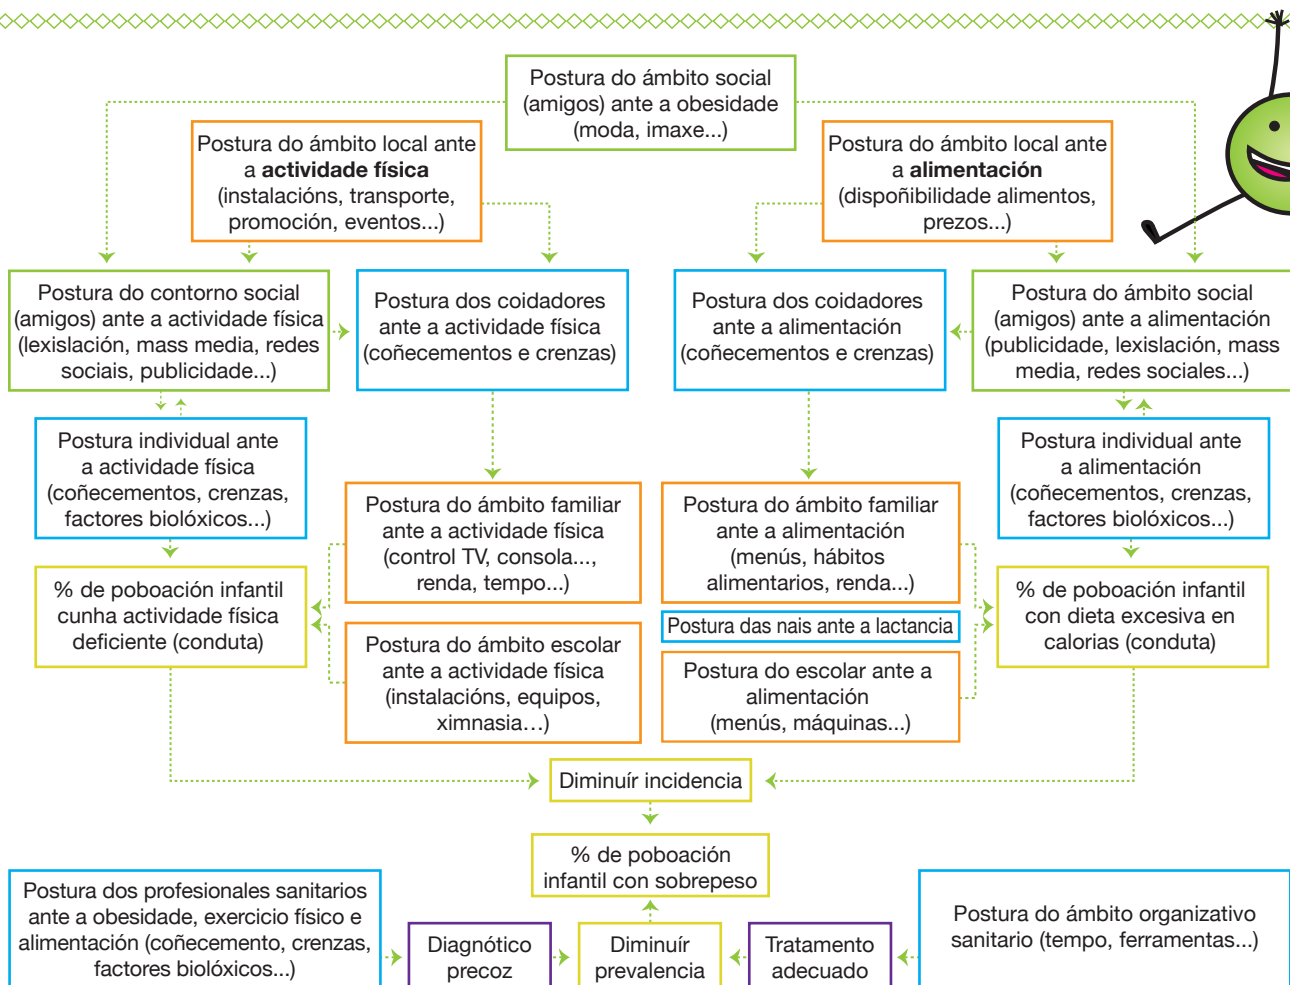 Postura do ámbito social
(amigos) ante a obesidade
(moda, imaxe...)
Postura do ámbito local ante
a actividade física
(instalacións, transporte,
promoción, eventos...)
Postura do ámbito local ante
a alimentación
(dispoñibilidade alimentos,
prezos...)
Postura do contorno social
(amigos) ante a actividade física
(lexislación, mass media, redes
sociais, publicidade...)
Postura dos coidadores
ante a actividade física
(coñecementos e crenzas)
Postura dos coidadores
ante a alimentación
(coñecementos e crenzas)
Postura do ámbito social
(amigos) ante a alimentación
(publicidade, lexislación, mass
media, redes sociales...)
Postura individual ante
a actividade física
(coñecementos, crenzas,
factores biolóxicos...)
Postura do ámbito familiar
ante a actividade física
(control TV, consola...,
renda, tempo...)
Postura do ámbito familiar
ante a alimentación
(menús, hábitos
alimentarios, renda...)
Postura individual ante
a alimentación
(coñecementos, crenzas,
factores biolóxicos...)
% de poboación infantil
cunha actividade física
deficiente (conduta)
Postura do ámbito escolar
ante a actividade física
(instalacións, equipos,
ximnasia...)
Postura das nais ante a lactancia
Postura do escolar ante a
alimentación
(menús, máquinas...)
% de poboación infantil
con dieta excesiva en
calorias (conduta)
Diminuír incidencia
% de poboación
infantil con sobrepeso
Postura dos profesionales sanitarios
ante a obesidade, exercicio físico e
alimentación (coñecemento, crenzas,
factores biolóxicos...)
Diagnótico
precoz
Diminuír
prevalencia
Tratamento
adecuado
Postura do ámbito organizativo
sanitario (tempo, ferramentas...)